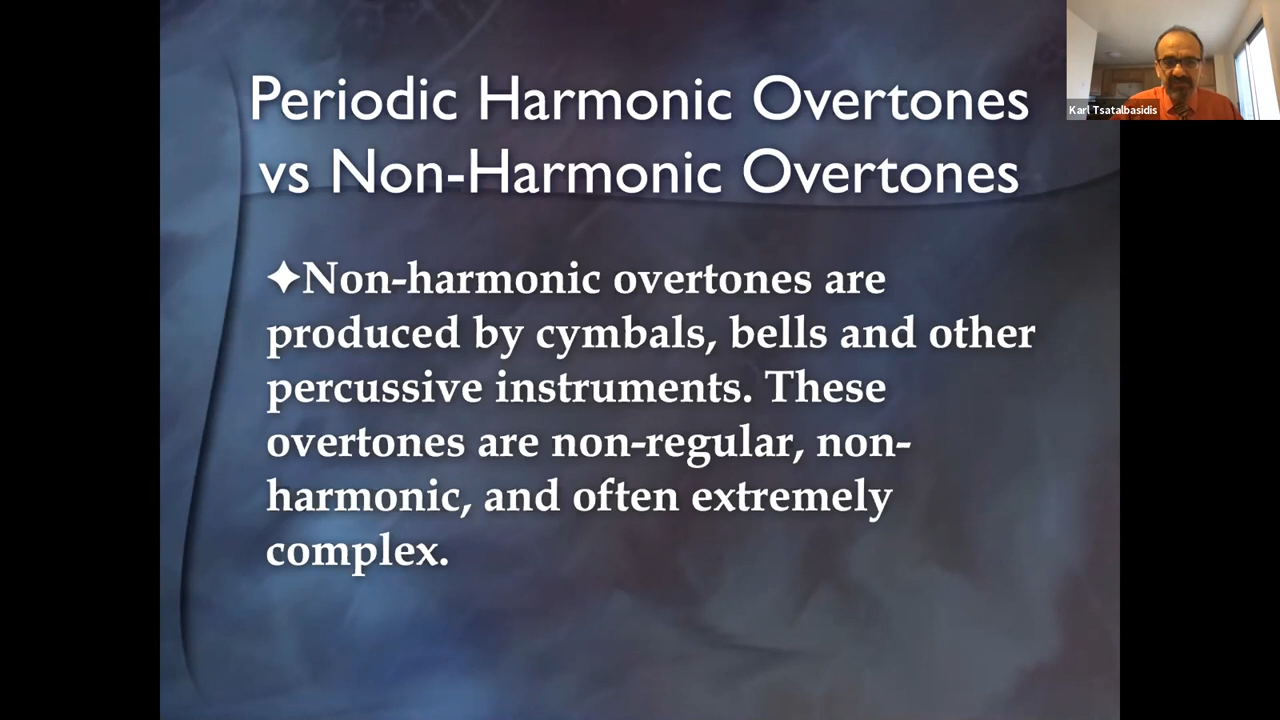 Periodic Harmonic Overtones
vs Non-Harmonic Overtones
Karl Tsatalbasidis
✦Non-harmonic overtones are
produced by cymbals, bells and other
percussive instruments. These
overtones are non-regular, non-
harmonic, and often extremely
complex.